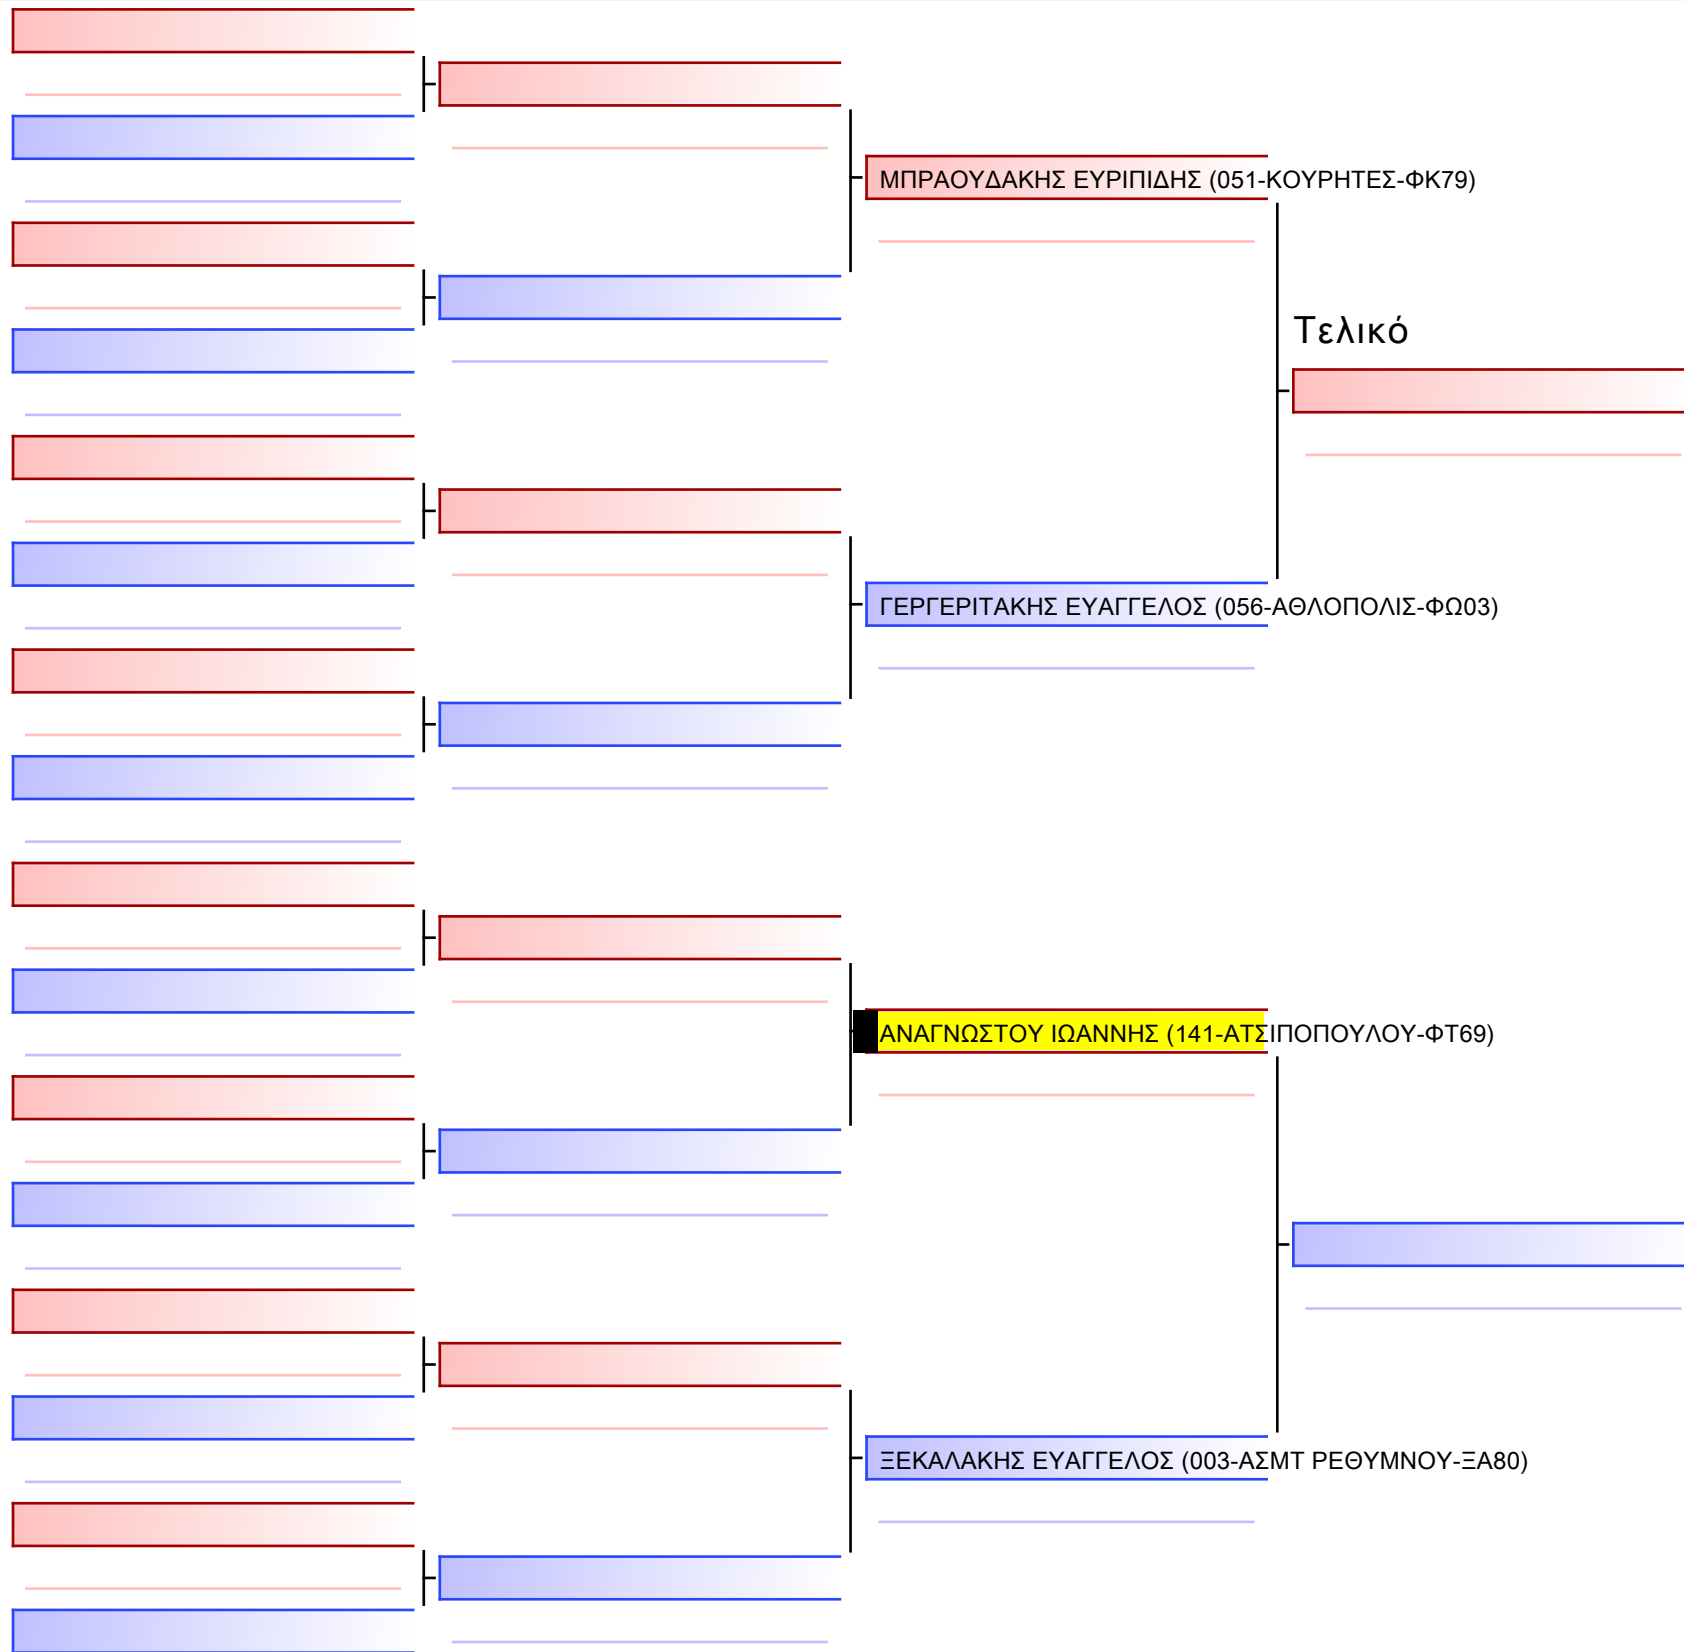 ΜΠΡΑΟΥΔΑΚΗΣ ΕΥΡΙΠΙΔΗΣ (051-ΚΟΥΡΗΤΕΣ-ΦΚ79)
Τελικό
ΓΕΡΓΕΡΙΤΑΚΗΣ ΕΥΑΓΓΕΛΟΣ (056-ΑΘΛΟΠΟΛΙΣ-ΦΩ03)
ΑΝΑΓΝΩΣΤΟΥ ΙΩΑΝΝΗΣ (141-ΑΤΣΙΠΟΠΟΥΛΟΥ-ΦΤ69)
ΞΕΚΑΛΑΚΗΣ ΕΥΑΓΓΕΛΟΣ (003-ΑΣΜΤ ΡΕΘΥΜΝΟΥ-ΞΑ80)